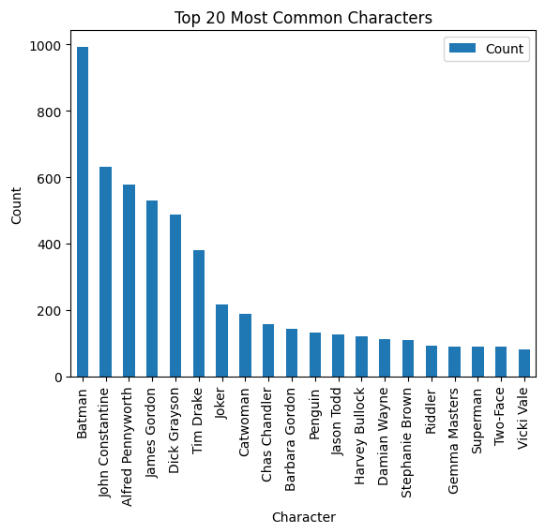 Top 20 Most Common Characters
Count
1000
800
600
400
200
0
Count
Batman
John Constantine
Alfred Pennyworth
James Gordon
Dick Grayson
Tim Drake
Joker
Catwoman
Chas Chandler
Barbara Gordon
Penguin
Jason Todd
Harvey Bullock
Damian Wayne
Stephanie Brown
Riddler
Gemma Masters
Superman
Two-Face
Vicki Vale
Character